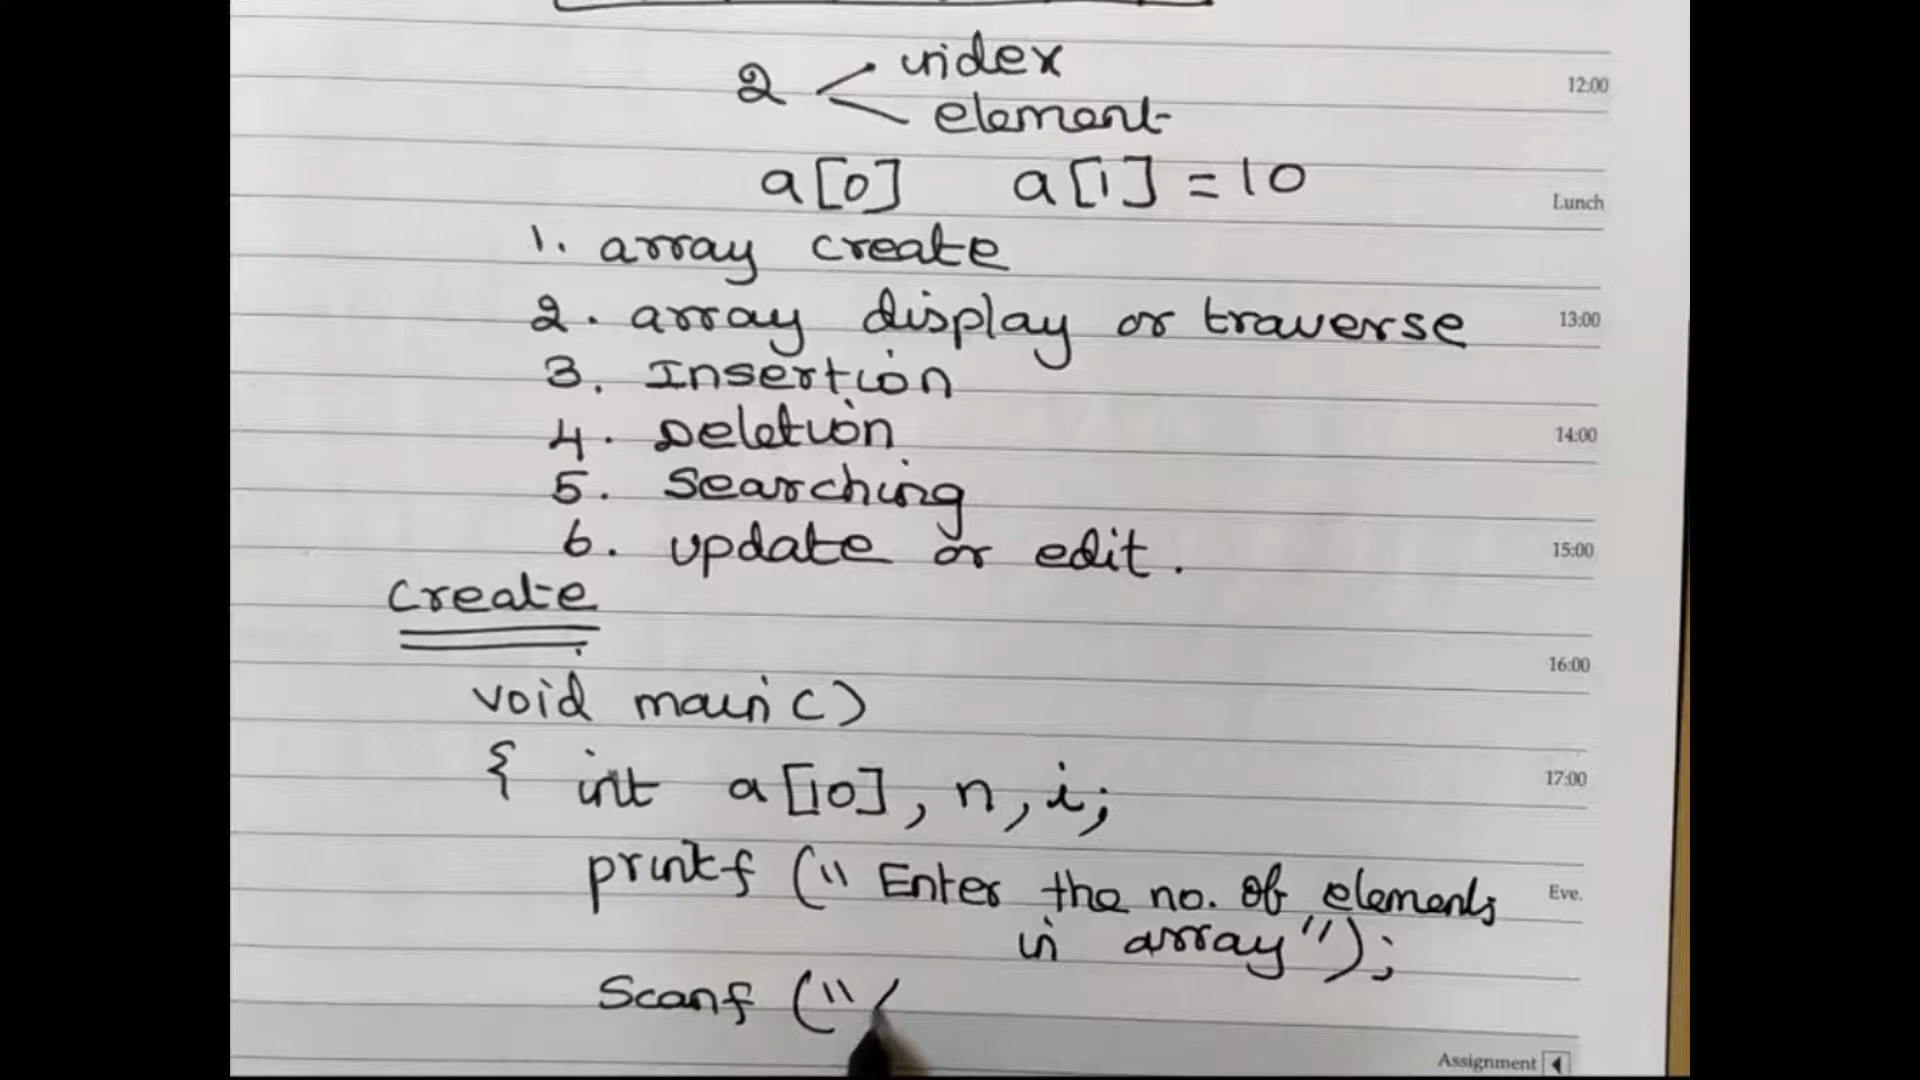 2 index
element
12:00
a[0] a[1] = 10
Lunch
1. array create
2. array display or traverse
13:00
3. Insertion
4. Deletion
14:00
5. Searching
6. update or edit.
15:00
Create
16:00
void main()
{ int a[10], n, i;
17:00
printf ("Enter the no. of elements
Eve.
in array");
Scanf ("/
Assignment